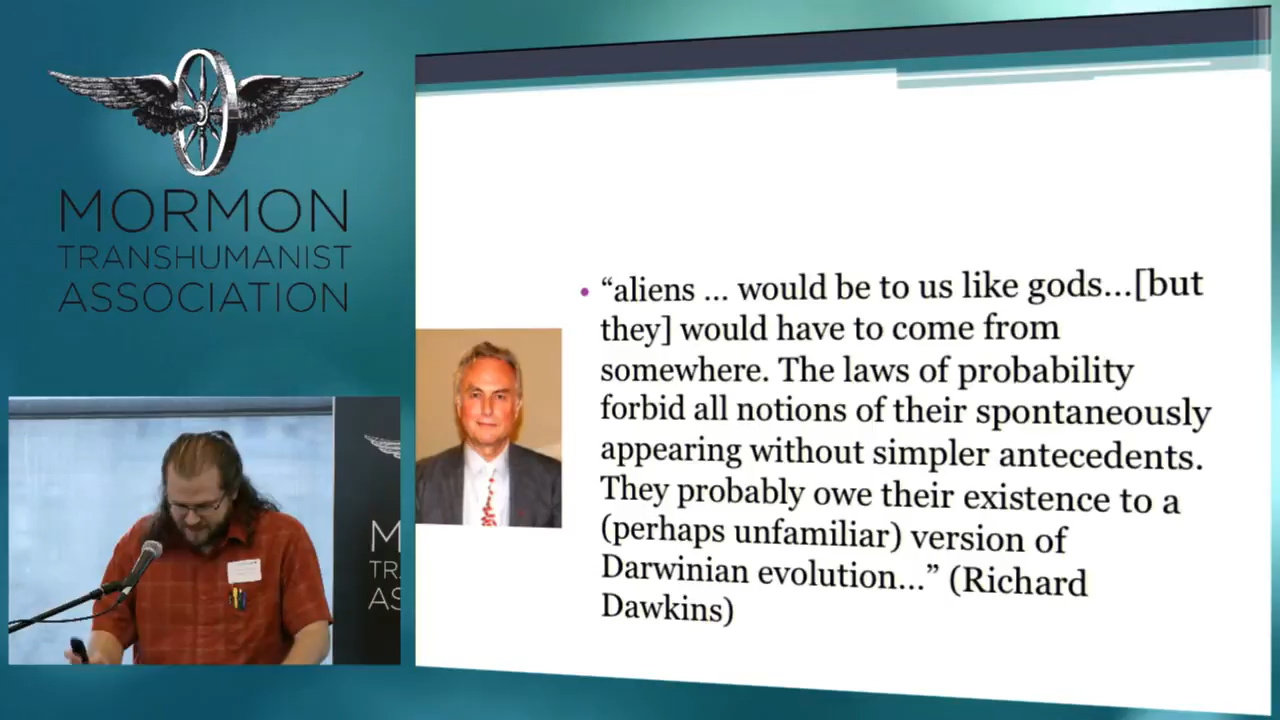 MORMON
TRANSHUMANIST
ASSOCIATION
• “aliens ... would be to us like gods...[but
they] would have to come from
somewhere. The laws of probability
forbid all notions of their spontaneously
appearing without simpler antecedents.
They probably owe their existence to a
(perhaps unfamiliar) version of
Darwinian evolution...” (Richard
Dawkins)
M
TR
AS